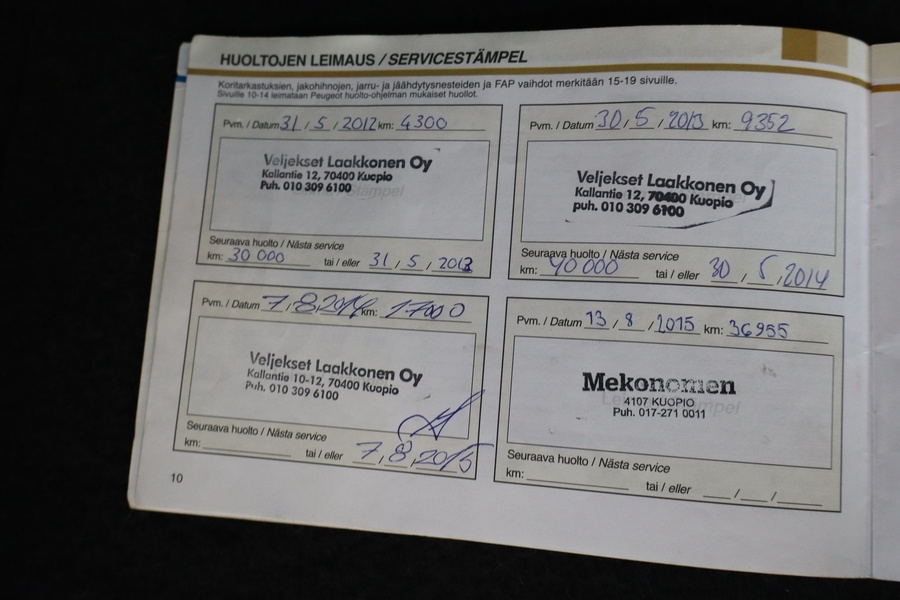 HUOLTOJEN LEIMAUS / SERVICESTÄMPEL
Koritarkastuksien, jakohihnojen, jarru- ja jäähdytysnesteiden ja FAP vaihdot merkitään 15-19 sivuille.
Sivuille 10-14 leimataan Peugeot huolto-ohjelman mukaiset huollot.
Pvm. / Datum 31 / 5 / 2012 km: 4300
Veljekset Laakkonen Oy
Kallantie 12, 70400 Kuopio
Puh. 010 309 6100
Seuraava huolto / Nästa service
km: 30 000 tai / eller 31 / 5 / 2013
Pvm. / Datum 30 / 5 / 2013 km: 9352
Veljekset Laakkonen Oy
Kallantie 12, 70400 Kuopio
puh. 010 309 6100
Seuraava huolto / Nästa service
km: 40 000 tai / eller 30 / 5 / 2014
Pvm. / Datum 7 / 8 / 2014 km: 17000
Veljekset Laakkonen Oy
Kallantie 10-12, 70400 Kuopio
Puh. 010 309 6100
Seuraava huolto / Nästa service
km: tai / eller 7 / 8 / 2015
Pvm. / Datum 13 / 8 / 2015 km: 36955
Mekonomen
4107 KUOPIO
Puh. 017-271 0011
Seuraava huolto / Nästa service
km: tai / eller / /
10